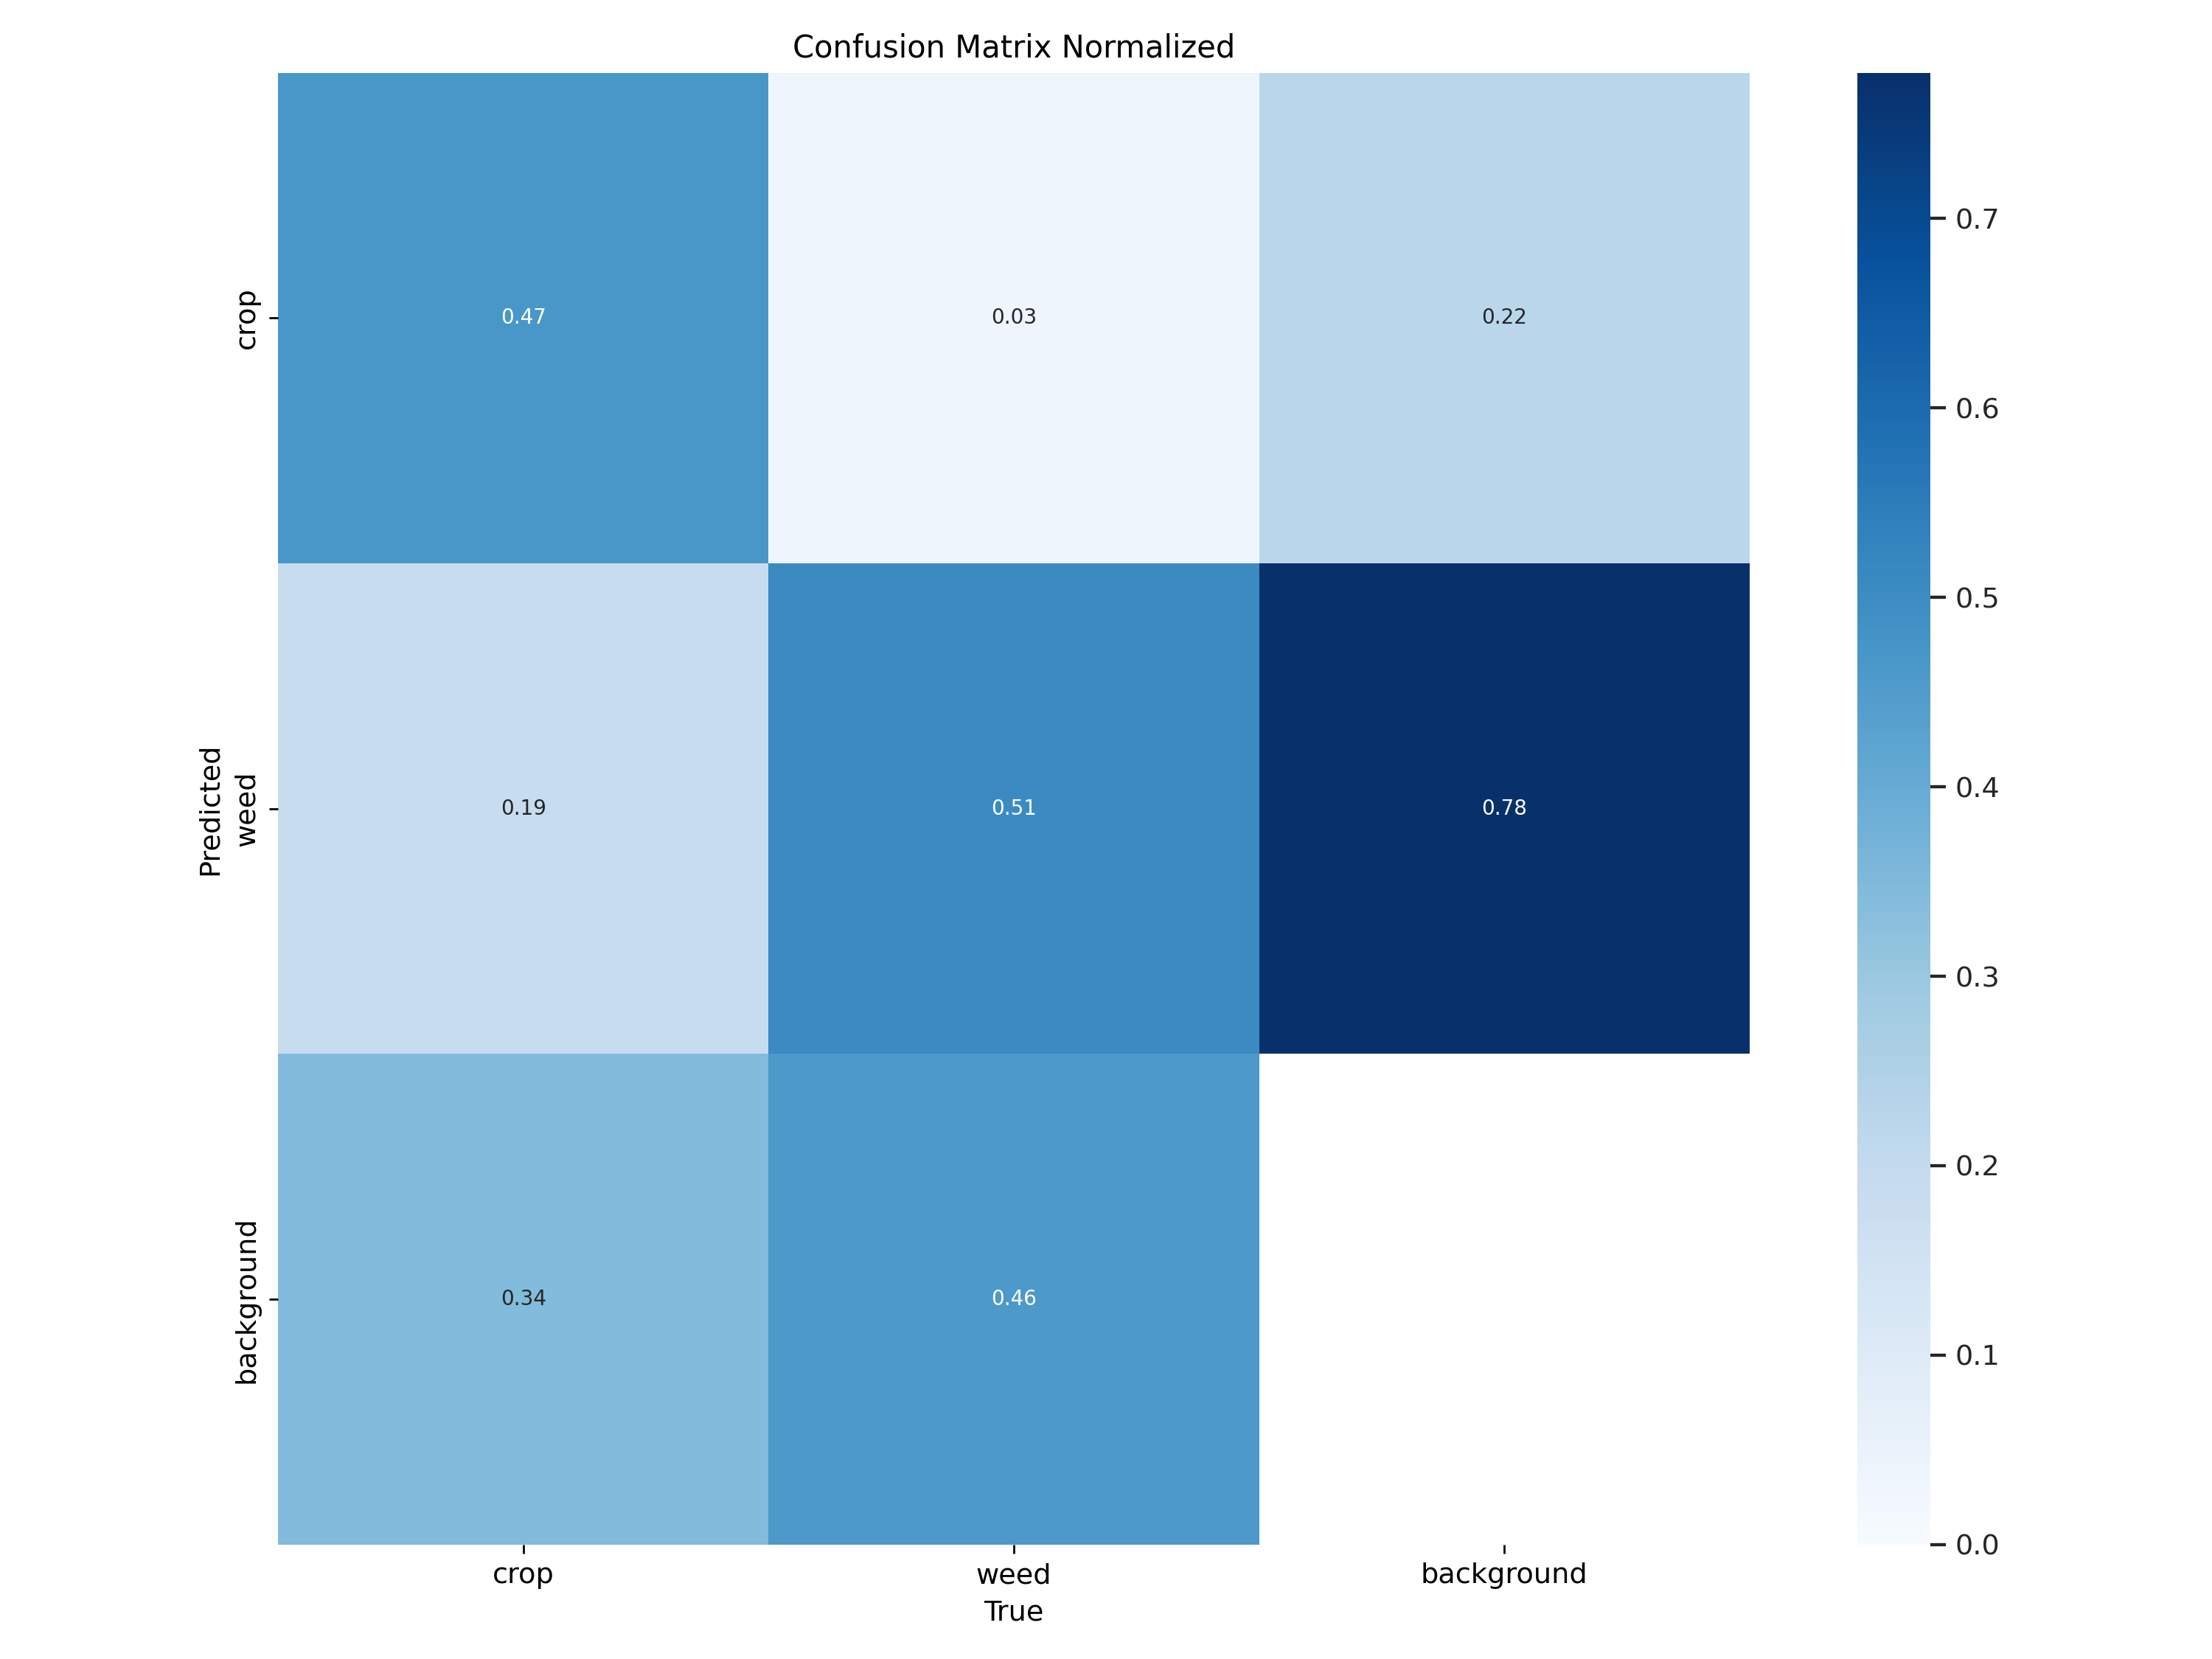 Confusion Matrix Normalized
0.7
0.6
0.5
0.4
0.3
0.2
0.1
0.0
Predicted
crop
0.47
0.03
0.22
weed
0.19
0.51
0.78
background
0.34
0.46
crop
weed
background
True